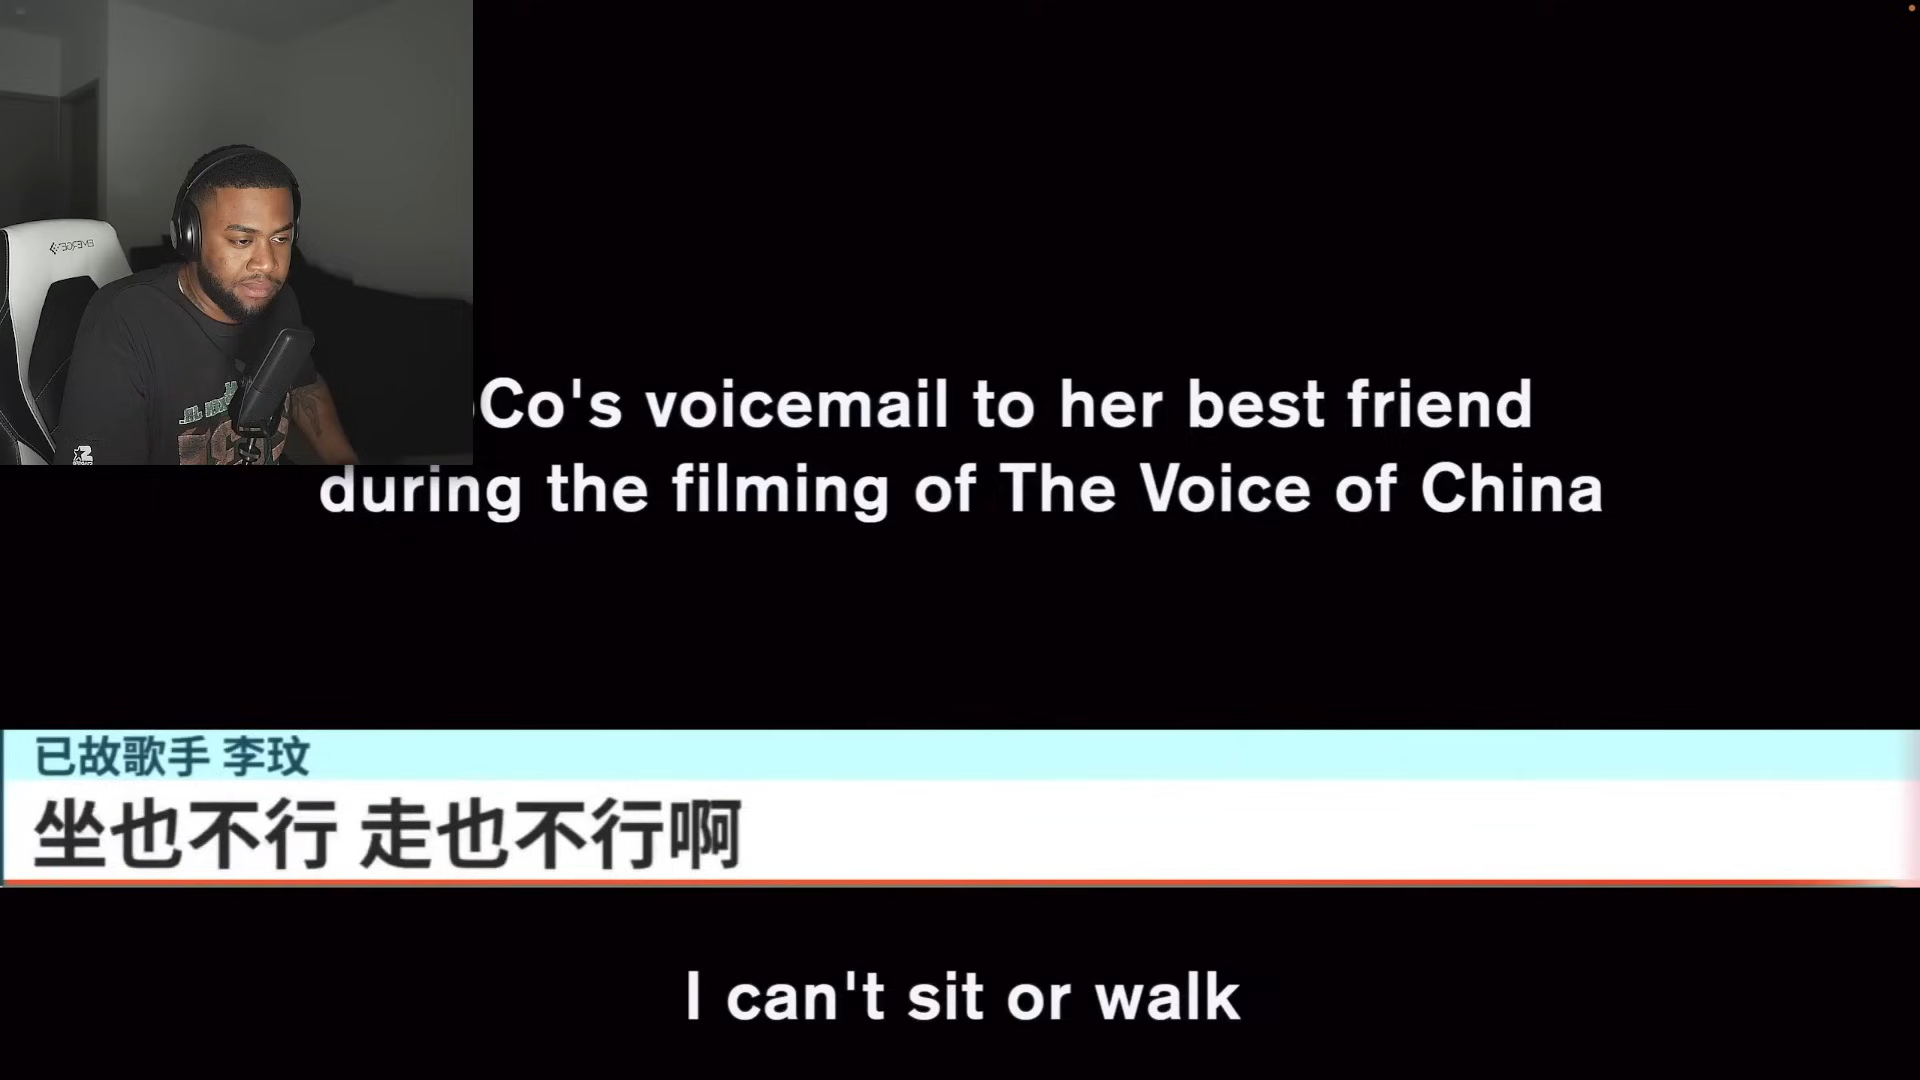 Co's voicemail to her best friend
during the filming of The Voice of China
已故歌手 李玟
坐也不行 走也不行啊
I can't sit or walk